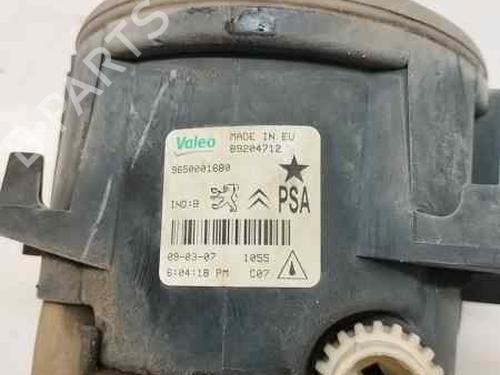 Valeo MADE IN EU
89204712
9650001680
IND:B PSA
09-03-07 1055
6:04:18 PM C07
PARTS